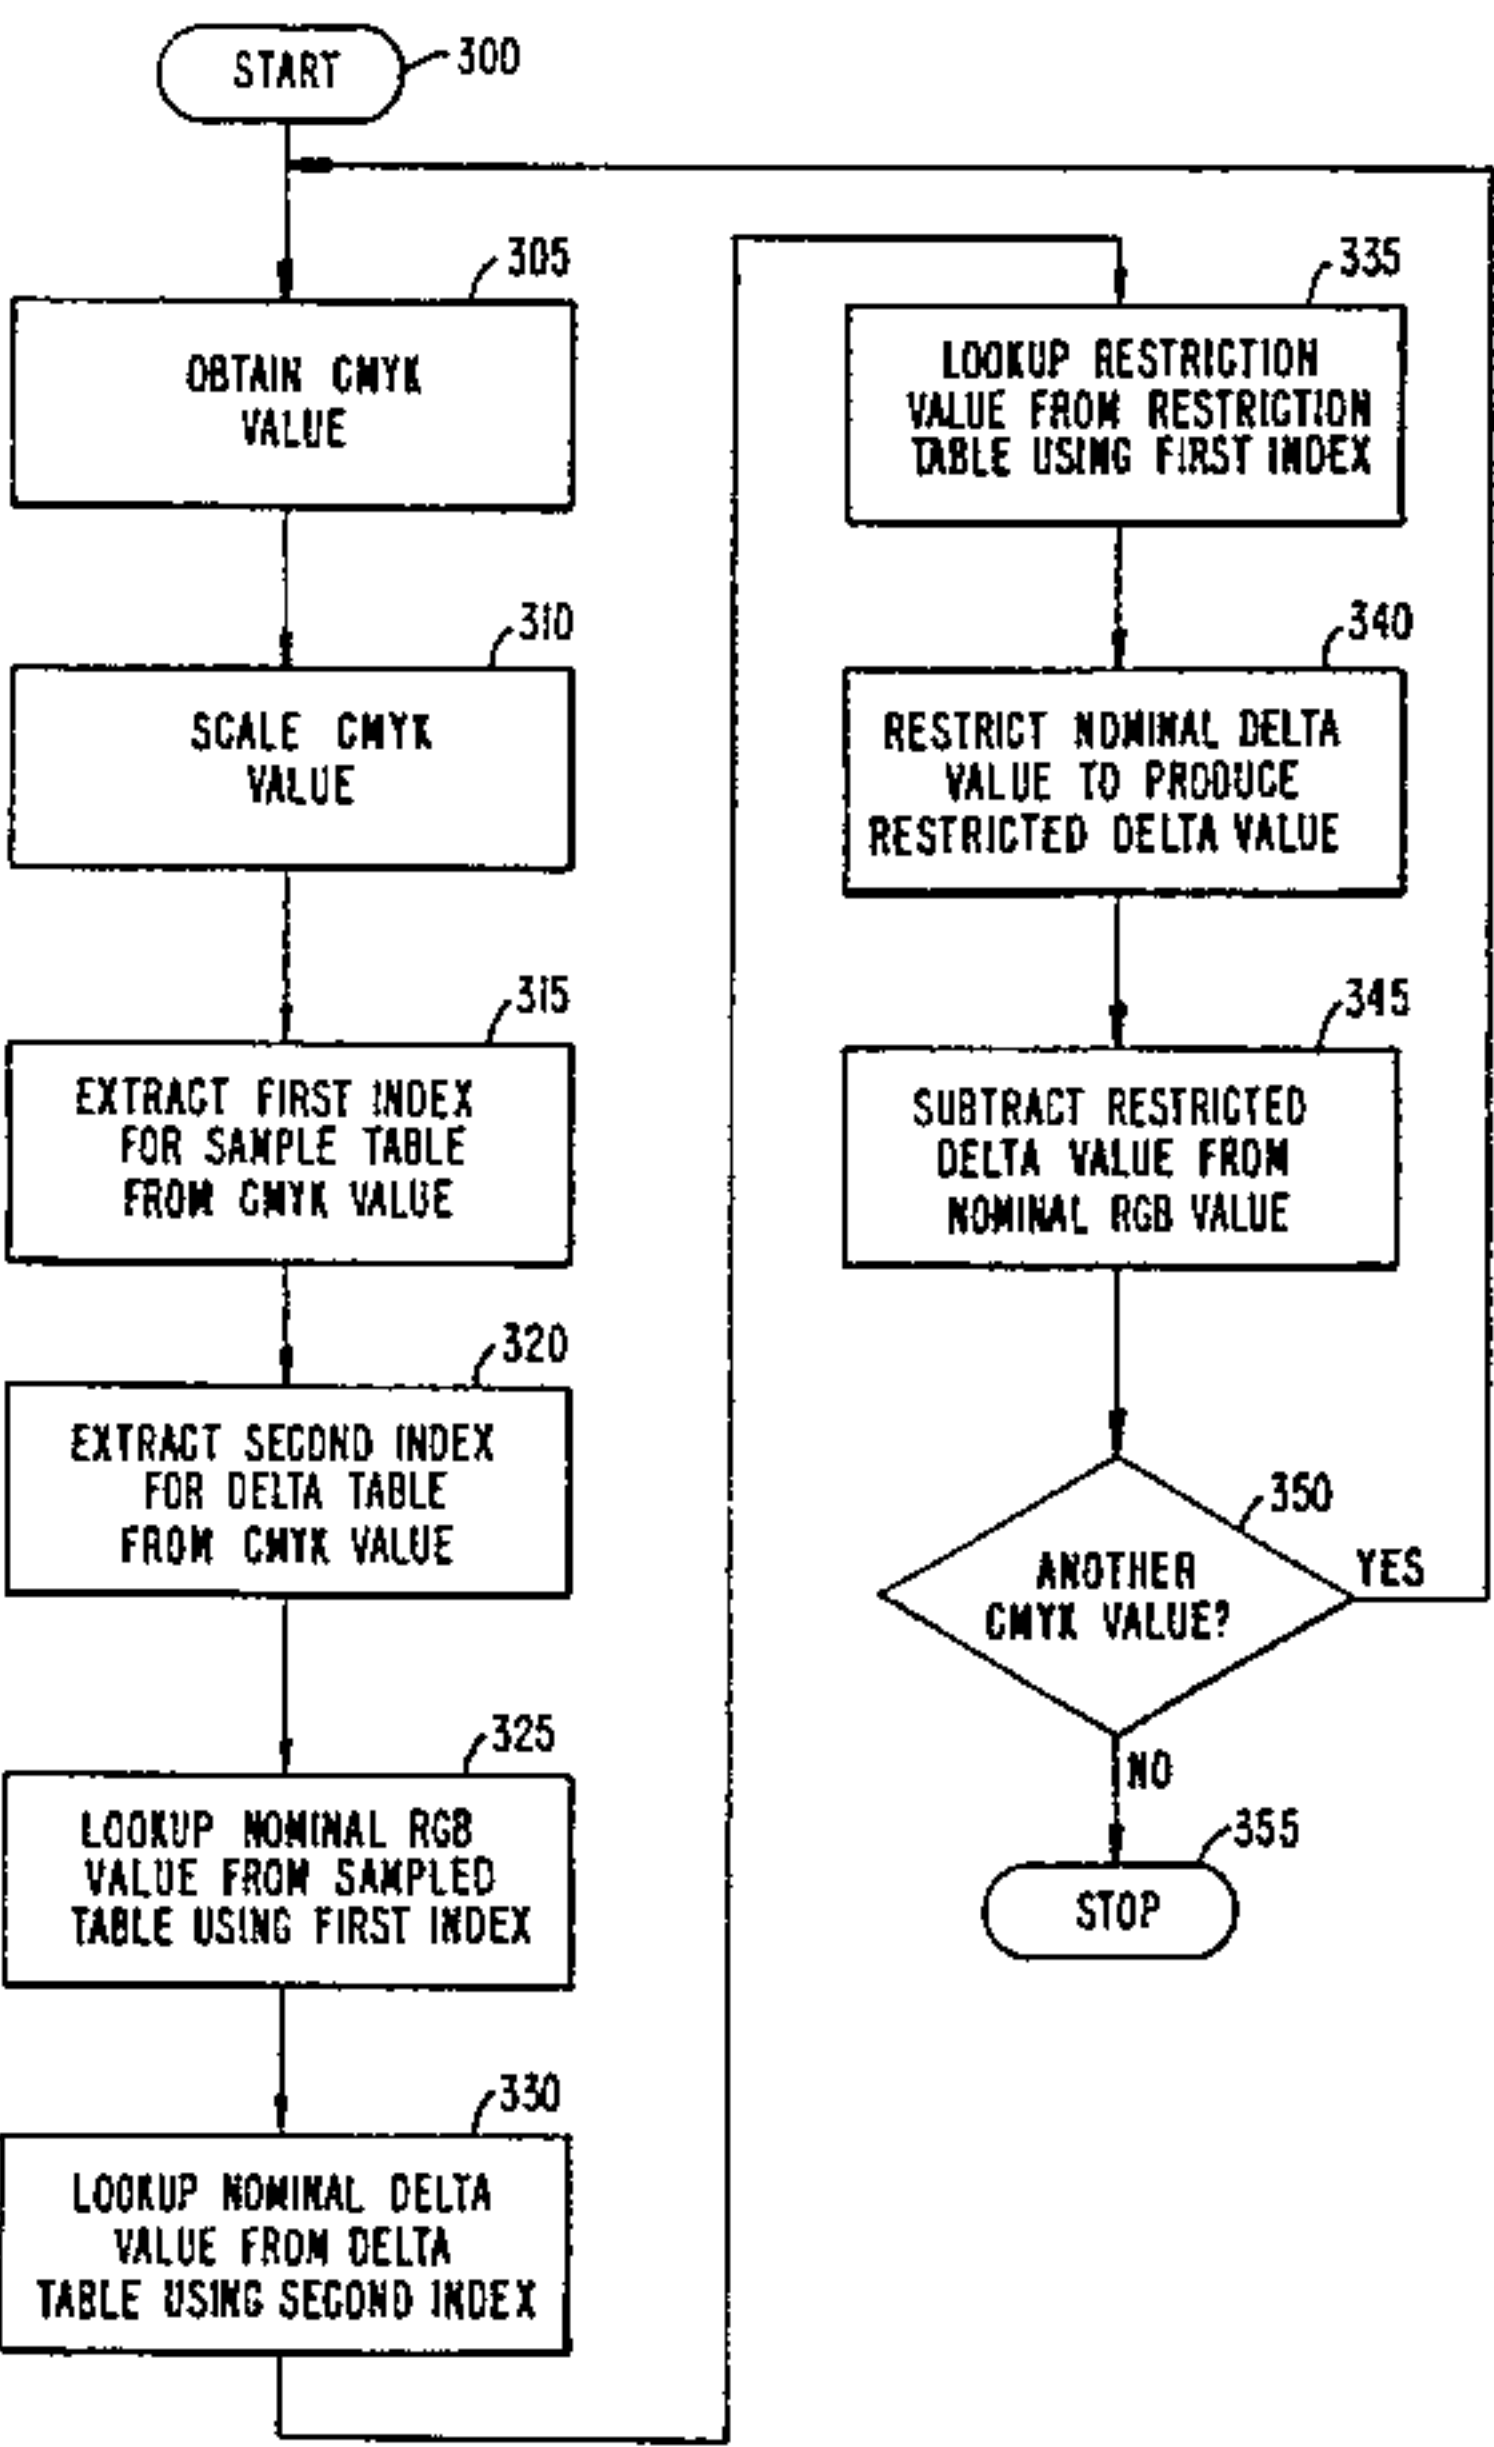 START
300
305
OBTAIN CMYK
VALUE
310
SCALE CMYK
VALUE
315
EXTRACT FIRST INDEX
FOR SAMPLE TABLE
FROM CMYK VALUE
320
EXTRACT SECOND INDEX
FOR DELTA TABLE
FROM CMYK VALUE
325
LOOKUP NOMINAL RGB
VALUE FROM SAMPLED
TABLE USING FIRST INDEX
330
LOOKUP NOMINAL DELTA
VALUE FROM DELTA
TABLE USING SECOND INDEX
335
LOOKUP RESTRICTION
VALUE FROM RESTRICTION
TABLE USING FIRST INDEX
340
RESTRICT NOMINAL DELTA
VALUE TO PRODUCE
RESTRICTED DELTA VALUE
345
SUBTRACT RESTRICTED
DELTA VALUE FROM
NOMINAL RGB VALUE
350
ANOTHER
CMYK VALUE?
YES
NO
355
STOP